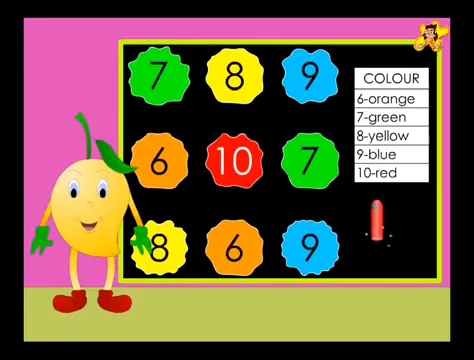 7 8 9
COLOUR
6-orange
7-green
8-yellow
9-blue
10-red
6 10 7
8 6 9